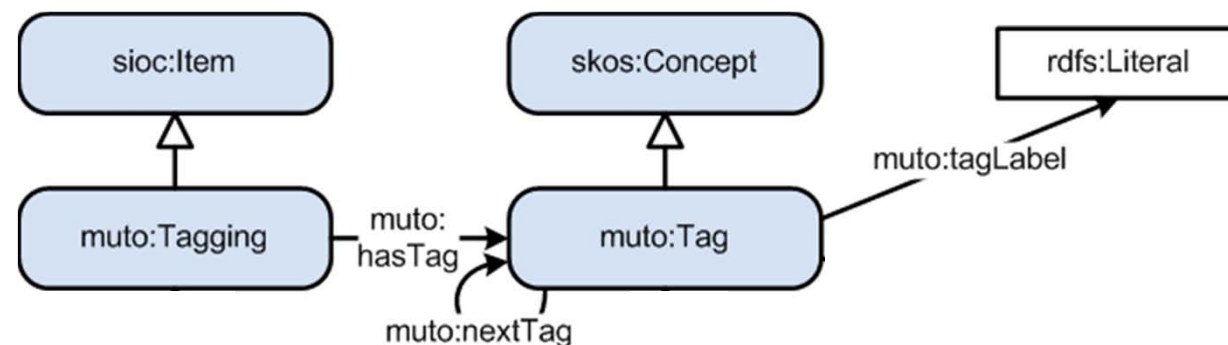 sioc:Item
skos:Concept
rdfs:Literal
muto:tagLabel
muto:Tagging
muto:
hasTag
muto:Tag
muto:nextTag